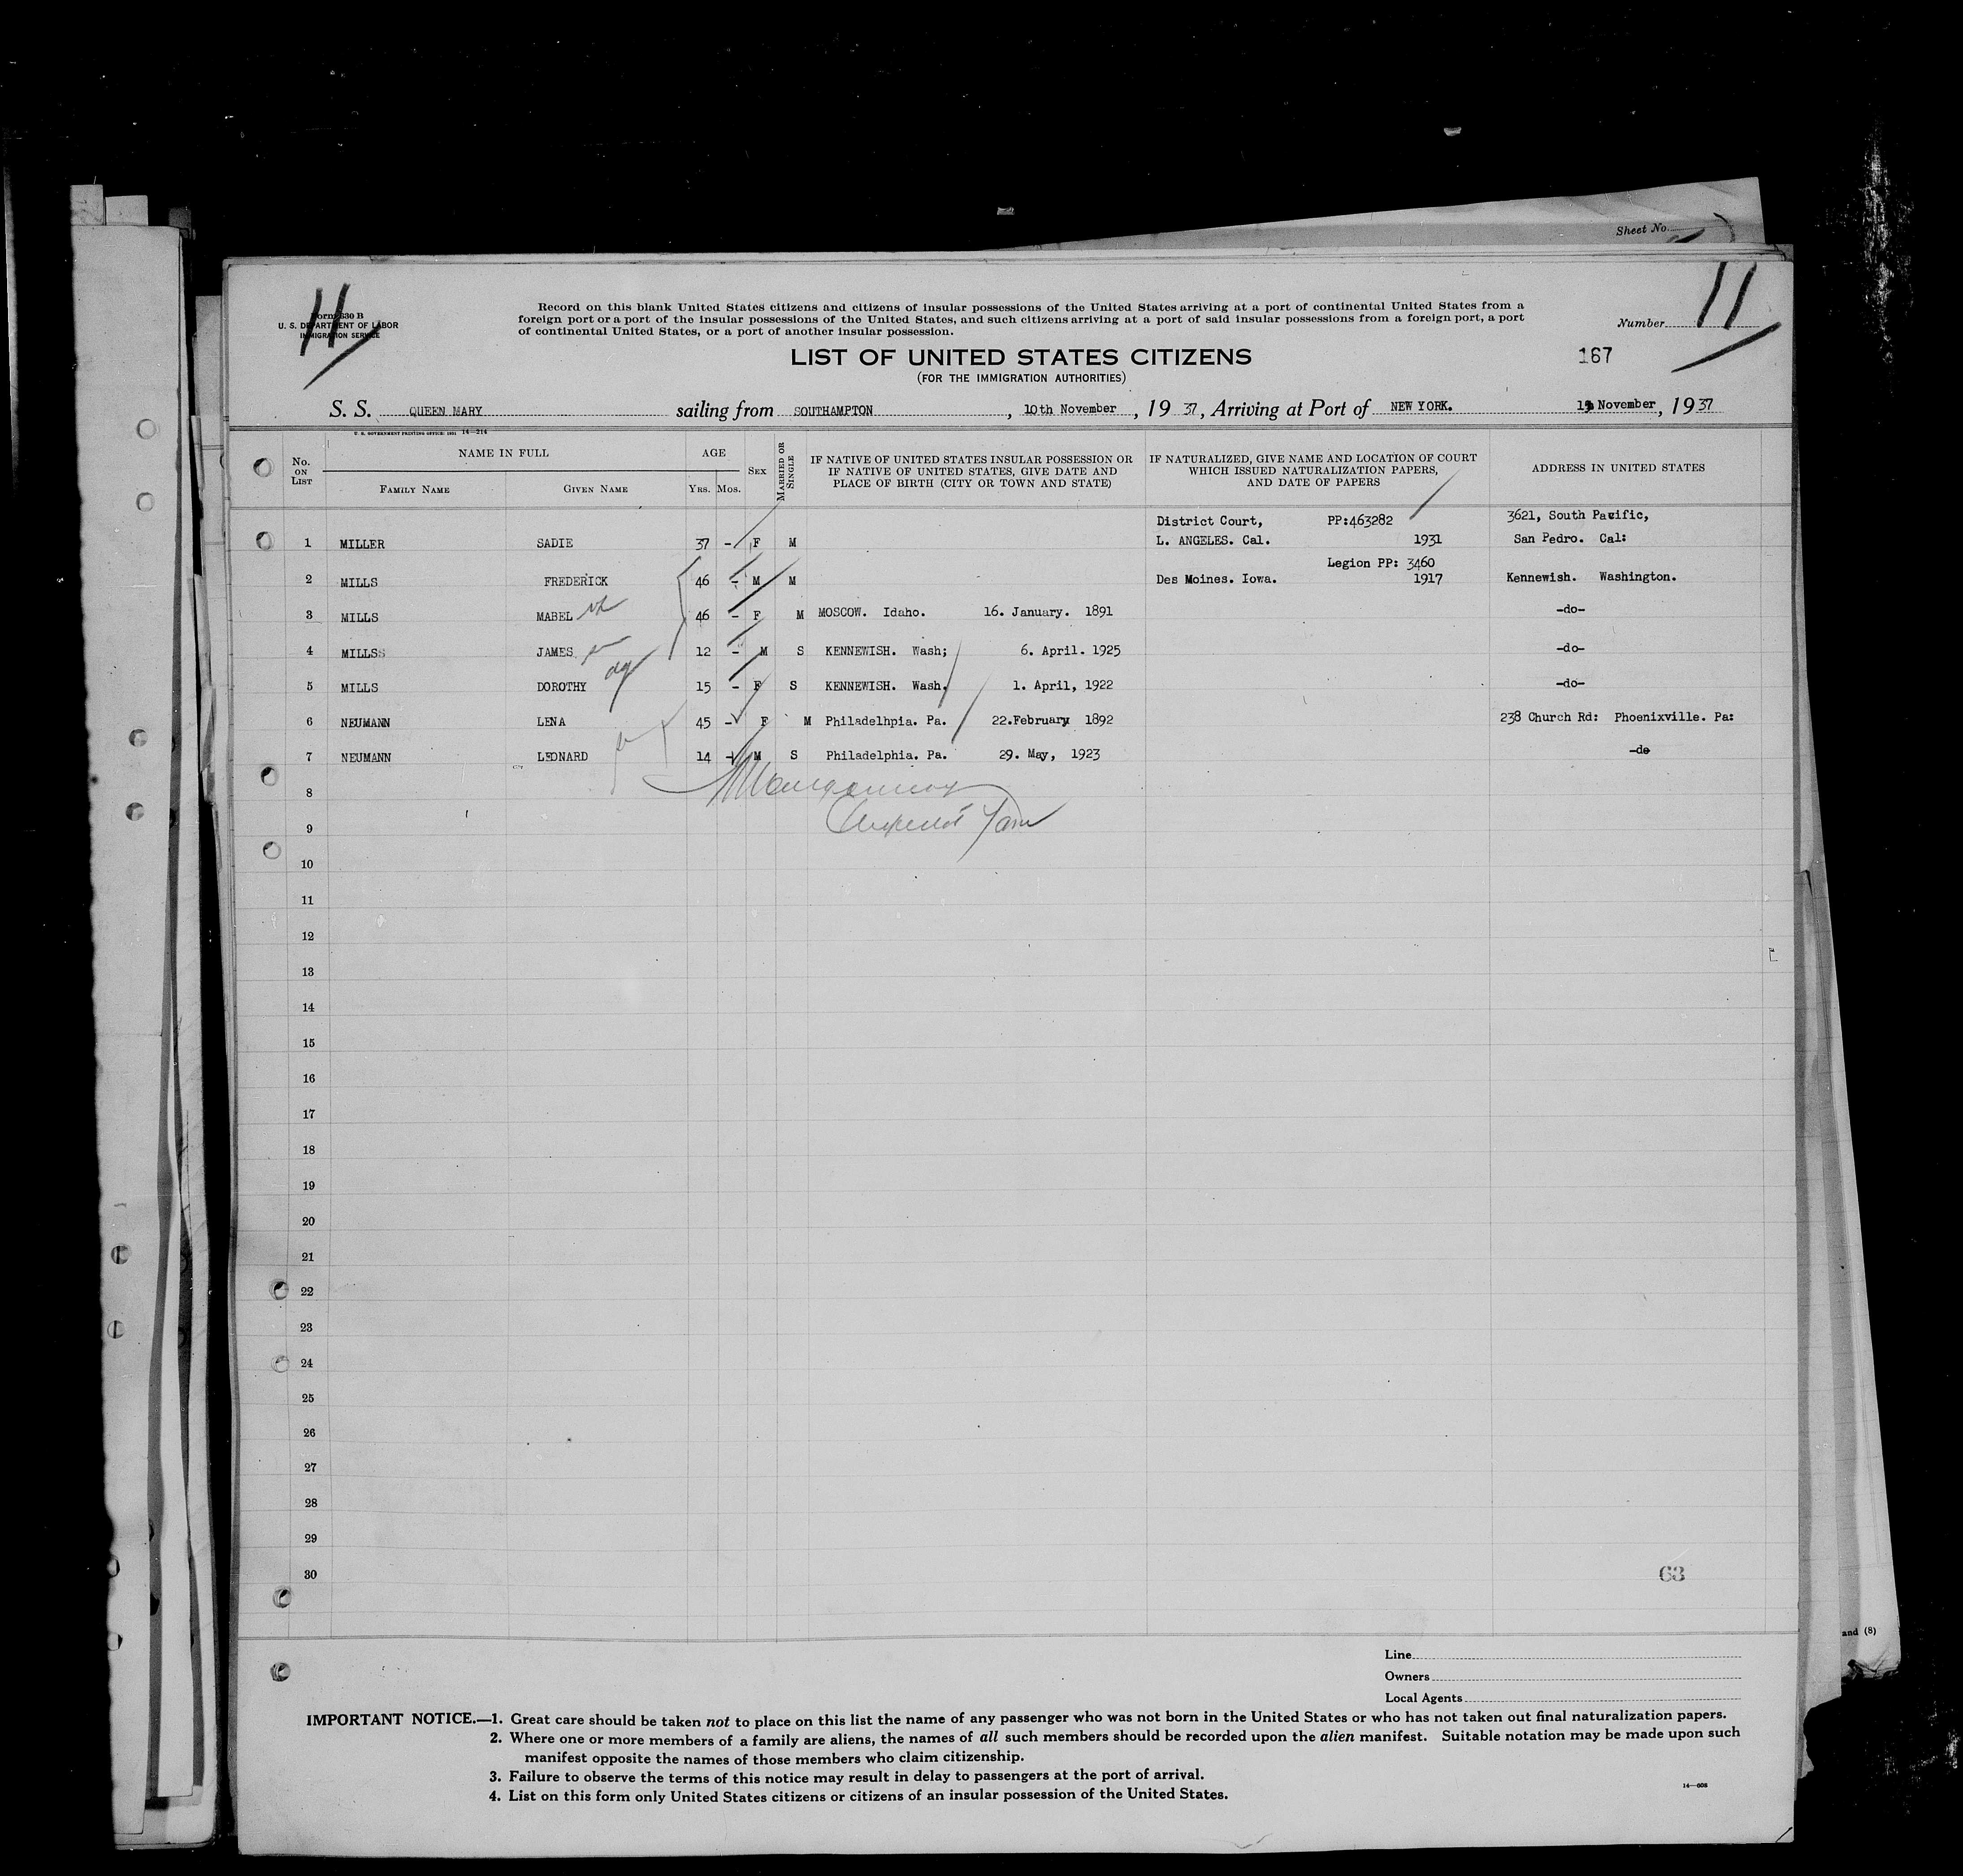 Sheet No.
11
11
Form 630 B
U. S. DEPARTMENT OF LABOR
IMMIGRATION SERVICE
Record on this blank United States citizens and citizens of insular possessions of the United States arriving at a port of continental United States from a
foreign port or a port of the insular possessions of the United States, and such citizens arriving at a port of said insular possessions from a foreign port, a port
of continental United States, or a port of another insular possession.
Number
LIST OF UNITED STATES CITIZENS
167
(FOR THE IMMIGRATION AUTHORITIES)
S. S. QUEEN MARY sailing from SOUTHAMPTON, 10th November, 19 37, Arriving at Port of NEW YORK. November, 19 37
U. S. GOVERNMENT PRINTING OFFICE: 1931 14—214
No. ON LIST
NAME IN FULL
FAMILY NAME
GIVEN NAME
AGE
YRS. MOS.
SEX
MARRIED OR SINGLE
IF NATIVE OF UNITED STATES INSULAR POSSESSION OR
IF NATIVE OF UNITED STATES, GIVE DATE AND
PLACE OF BIRTH (CITY OR TOWN AND STATE)
IF NATURALIZED, GIVE NAME AND LOCATION OF COURT
WHICH ISSUED NATURALIZATION PAPERS,
AND DATE OF PAPERS
ADDRESS IN UNITED STATES
District Court, PP:463282 3621, South Pacific,
1 MILLER SADIE 37 - F M L. ANGELES. Cal. 1931 San Pedro. Cal:
Legion PP: 3460
2 MILLS FREDERICK 46 - M M Des Moines. Iowa. 1917 Kennewish. Washington.
3 MILLS MABEL 46 - F M MOSCOW. Idaho. 16. January. 1891 -do-
4 MILLSS JAMES 12 - M S KENNEWISH. Wash; 6. April. 1925 -do-
5 MILLS DOROTHY 15 - F S KENNEWISH. Wash. 1. April, 1922 -do-
6 NEUMANN LENA 45 - F M Philadelhpia. Pa. 22.February 1892 238 Church Rd: Phoenixville. Pa:
7 NEUMANN LEONARD 14 - M S Philadelphia. Pa. 29. May, 1923 -do
8
9
10
11
12
13
14
15
16
17
18
19
20
21
22
23
24
25
26
27
28
29
30
63
and (8)
Line
Owners
Local Agents
IMPORTANT NOTICE.—1. Great care should be taken not to place on this list the name of any passenger who was not born in the United States or who has not taken out final naturalization papers.
2. Where one or more members of a family are aliens, the names of all such members should be recorded upon the alien manifest. Suitable notation may be made upon such
manifest opposite the names of those members who claim citizenship.
3. Failure to observe the terms of this notice may result in delay to passengers at the port of arrival.
4. List on this form only United States citizens or citizens of an insular possession of the United States.
14—608